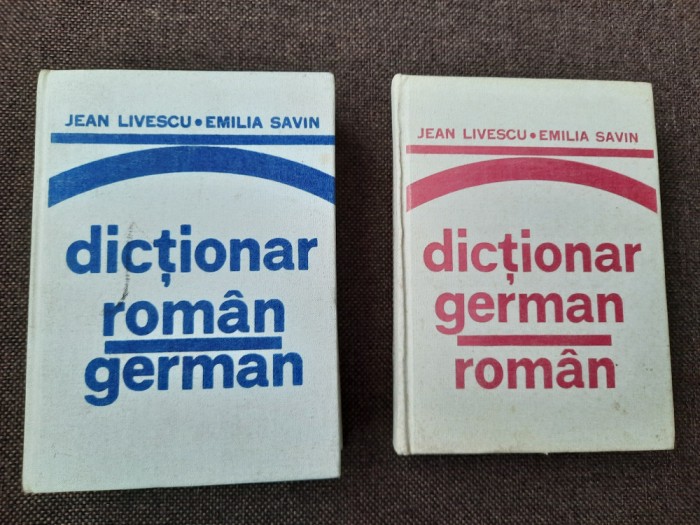 JEAN LIVESCU • EMILIA SAVIN
dicționar
român
german
JEAN LIVESCU • EMILIA SAVIN
dicționar
german
român